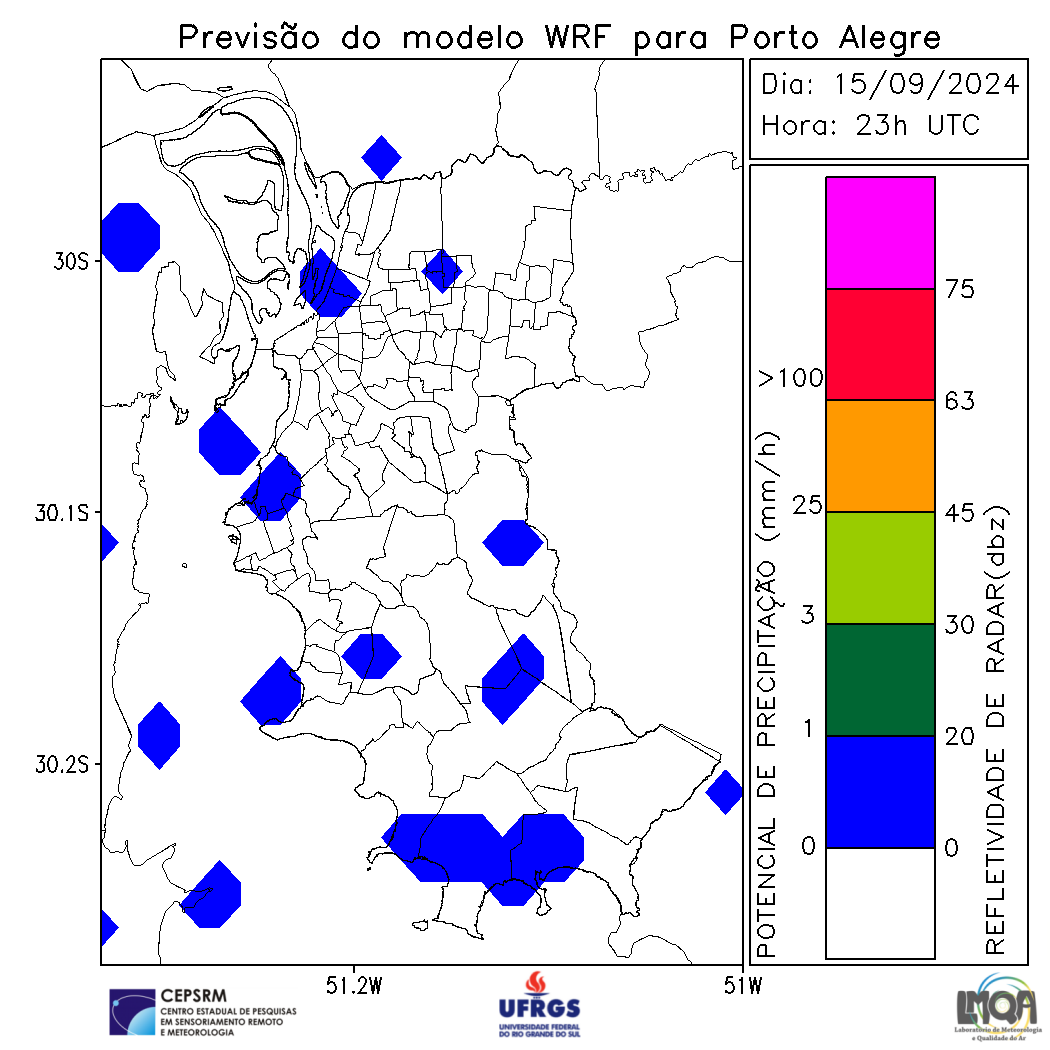 Previsão do modelo WRF para Porto Alegre
Dia: 15/09/2024
Hora: 23h UTC
30S
30.1S
30.2S
51.2W
51W
POTENCIAL DE PRECIPITAÇÃO (mm/h)
>100
25
3
1
0
75
63
45
30
20
0
REFLETIVIDADE DE RADAR(dbz)
CEPSRM
CENTRO ESTADUAL DE PESQUISAS
EM SENSORIAMENTO REMOTO
E METEOROLOGIA
UFRGS
UNIVERSIDADE FEDERAL
DO RIO GRANDE DO SUL
LMQA
Laboratório de Meteorologia
e Qualidade do Ar